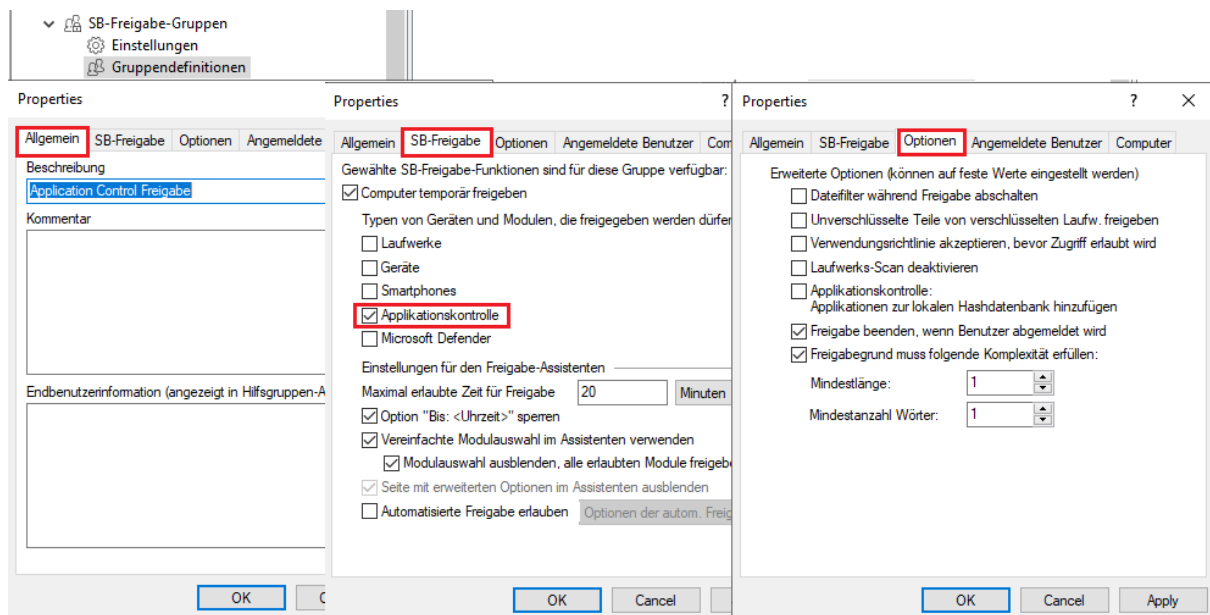 SB-Freigabe-Gruppen
Einstellungen
Gruppendefinitionen
Properties
Allgemein SB-Freigabe Optionen Angemeldete
Beschreibung
Application Control Freigabe
Kommentar
Endbenutzerinformation (angezeigt in Hilfsgruppen-A
OK
Properties ?
Allgemein SB-Freigabe Optionen Angemeldete Benutzer Com
Gewählte SB-Freigabe-Funktionen sind für diese Gruppe verfügbar:
Computer temporär freigeben
Typen von Geräten und Modulen, die freigegeben werden dürfen
Laufwerke
Geräte
Smartphones
Applikationskontrolle
Microsoft Defender
Einstellungen für den Freigabe-Assistenten
Maximal erlaubte Zeit für Freigabe 20 Minuten
Option "Bis: <Uhrzeit>" sperren
Vereinfachte Modulauswahl im Assistenten verwenden
Modulauswahl ausblenden, alle erlaubten Module freigebe
Seite mit erweiterten Optionen im Assistenten ausblenden
Automatisierte Freigabe erlauben Optionen der autom. Freig
OK Cancel
Properties ? X
Allgemein SB-Freigabe Optionen Angemeldete Benutzer Computer
Erweiterte Optionen (können auf feste Werte eingestellt werden)
Dateifilter während Freigabe abschalten
Unverschlüsselte Teile von verschlüsselten Laufw. freigeben
Verwendungsrichtlinie akzeptieren, bevor Zugriff erlaubt wird
Laufwerks-Scan deaktivieren
Applikationskontrolle:
Applikationen zur lokalen Hashdatenbank hinzufügen
Freigabe beenden, wenn Benutzer abgemeldet wird
Freigabegrund muss folgende Komplexität erfüllen:
Mindestlänge: 1
Mindestanzahl Wörter: 1
OK Cancel Apply